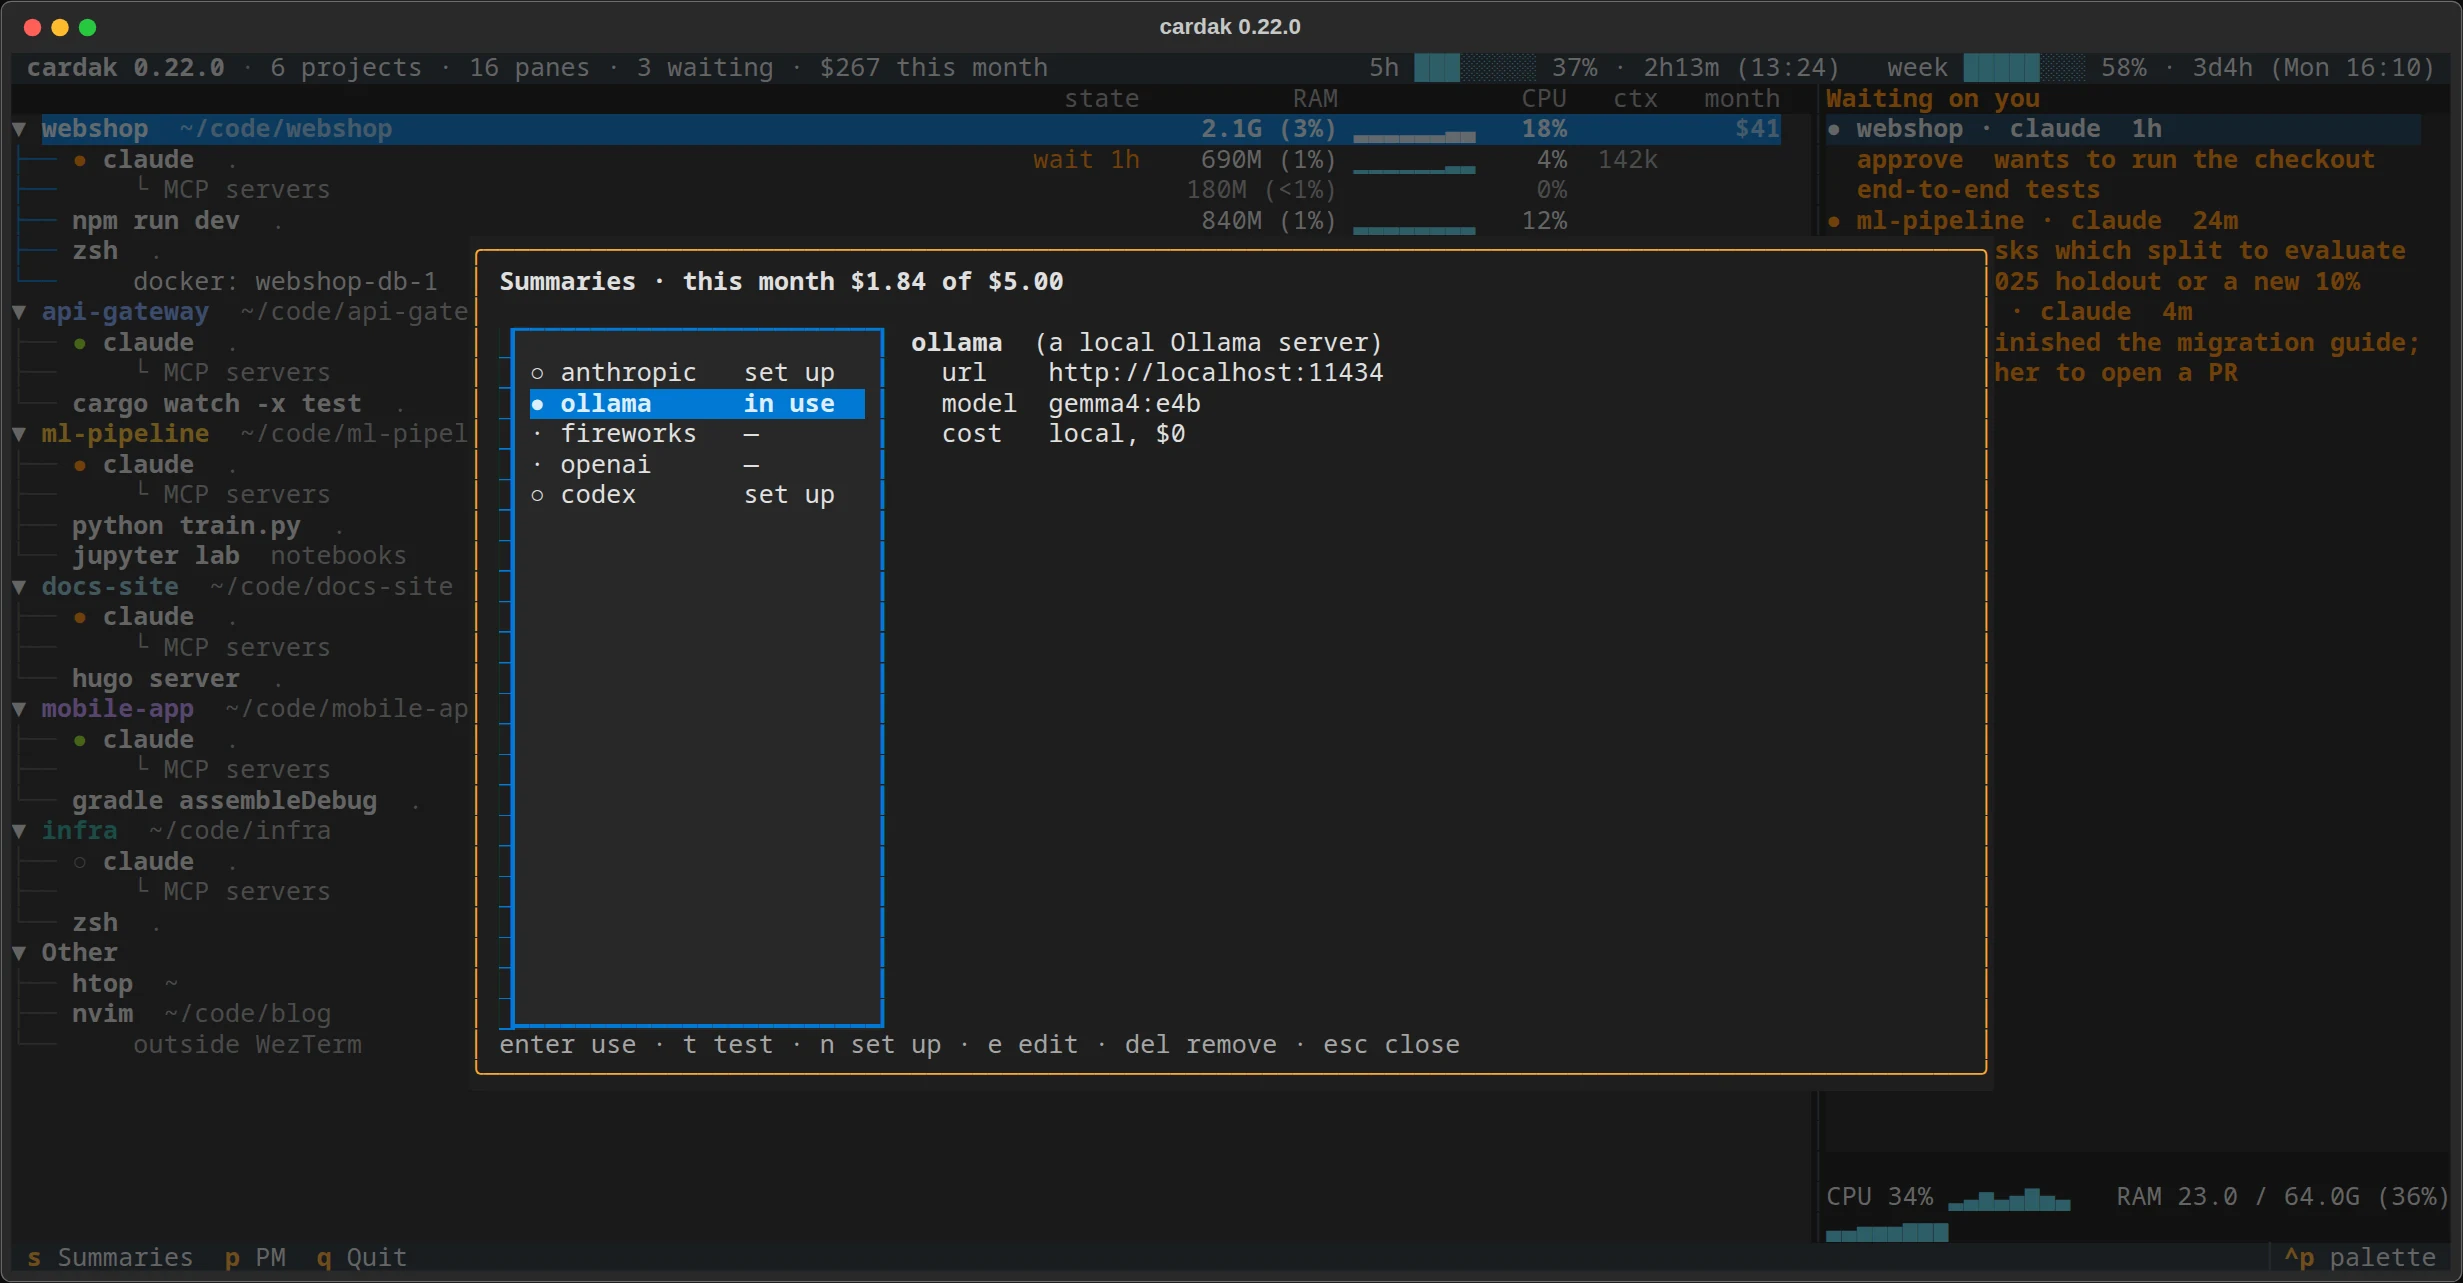 cardak 0.22.0
cardak 0.22.0 · 6 projects · 16 panes · 3 waiting · $267 this month 5h 37% · 2h13m (13:24) week 58% · 3d4h (Mon 16:10)
state RAM CPU ctx month
▼ webshop ~/code/webshop 2.1G (3%) 18% $41
● claude . wait 1h 690M (1%) 4% 142k
└ MCP servers 180M (<1%) 0%
npm run dev . 840M (1%) 12%
zsh .
docker: webshop-db-1
▼ api-gateway ~/code/api-gate
● claude .
└ MCP servers
cargo watch -x test .
▼ ml-pipeline ~/code/ml-pipel
● claude .
└ MCP servers
python train.py .
jupyter lab notebooks
▼ docs-site ~/code/docs-site
● claude .
└ MCP servers
hugo server .
▼ mobile-app ~/code/mobile-ap
● claude .
└ MCP servers
gradle assembleDebug .
▼ infra ~/code/infra
○ claude .
└ MCP servers
zsh .
▼ Other
htop ~
nvim ~/code/blog
outside WezTerm
Summaries · this month $1.84 of $5.00
○ anthropic set up
● ollama in use
· fireworks —
· openai —
○ codex set up
ollama (a local Ollama server)
url http://localhost:11434
model gemma4:e4b
cost local, $0
enter use · t test · n set up · e edit · del remove · esc close
Waiting on you
● webshop · claude 1h
approve wants to run the checkout
end-to-end tests
● ml-pipeline · claude 24m
sks which split to evaluate
025 holdout or a new 10%
· claude 4m
inished the migration guide;
her to open a PR
CPU 34% RAM 23.0 / 64.0G (36%)
s Summaries p PM q Quit ^p palette